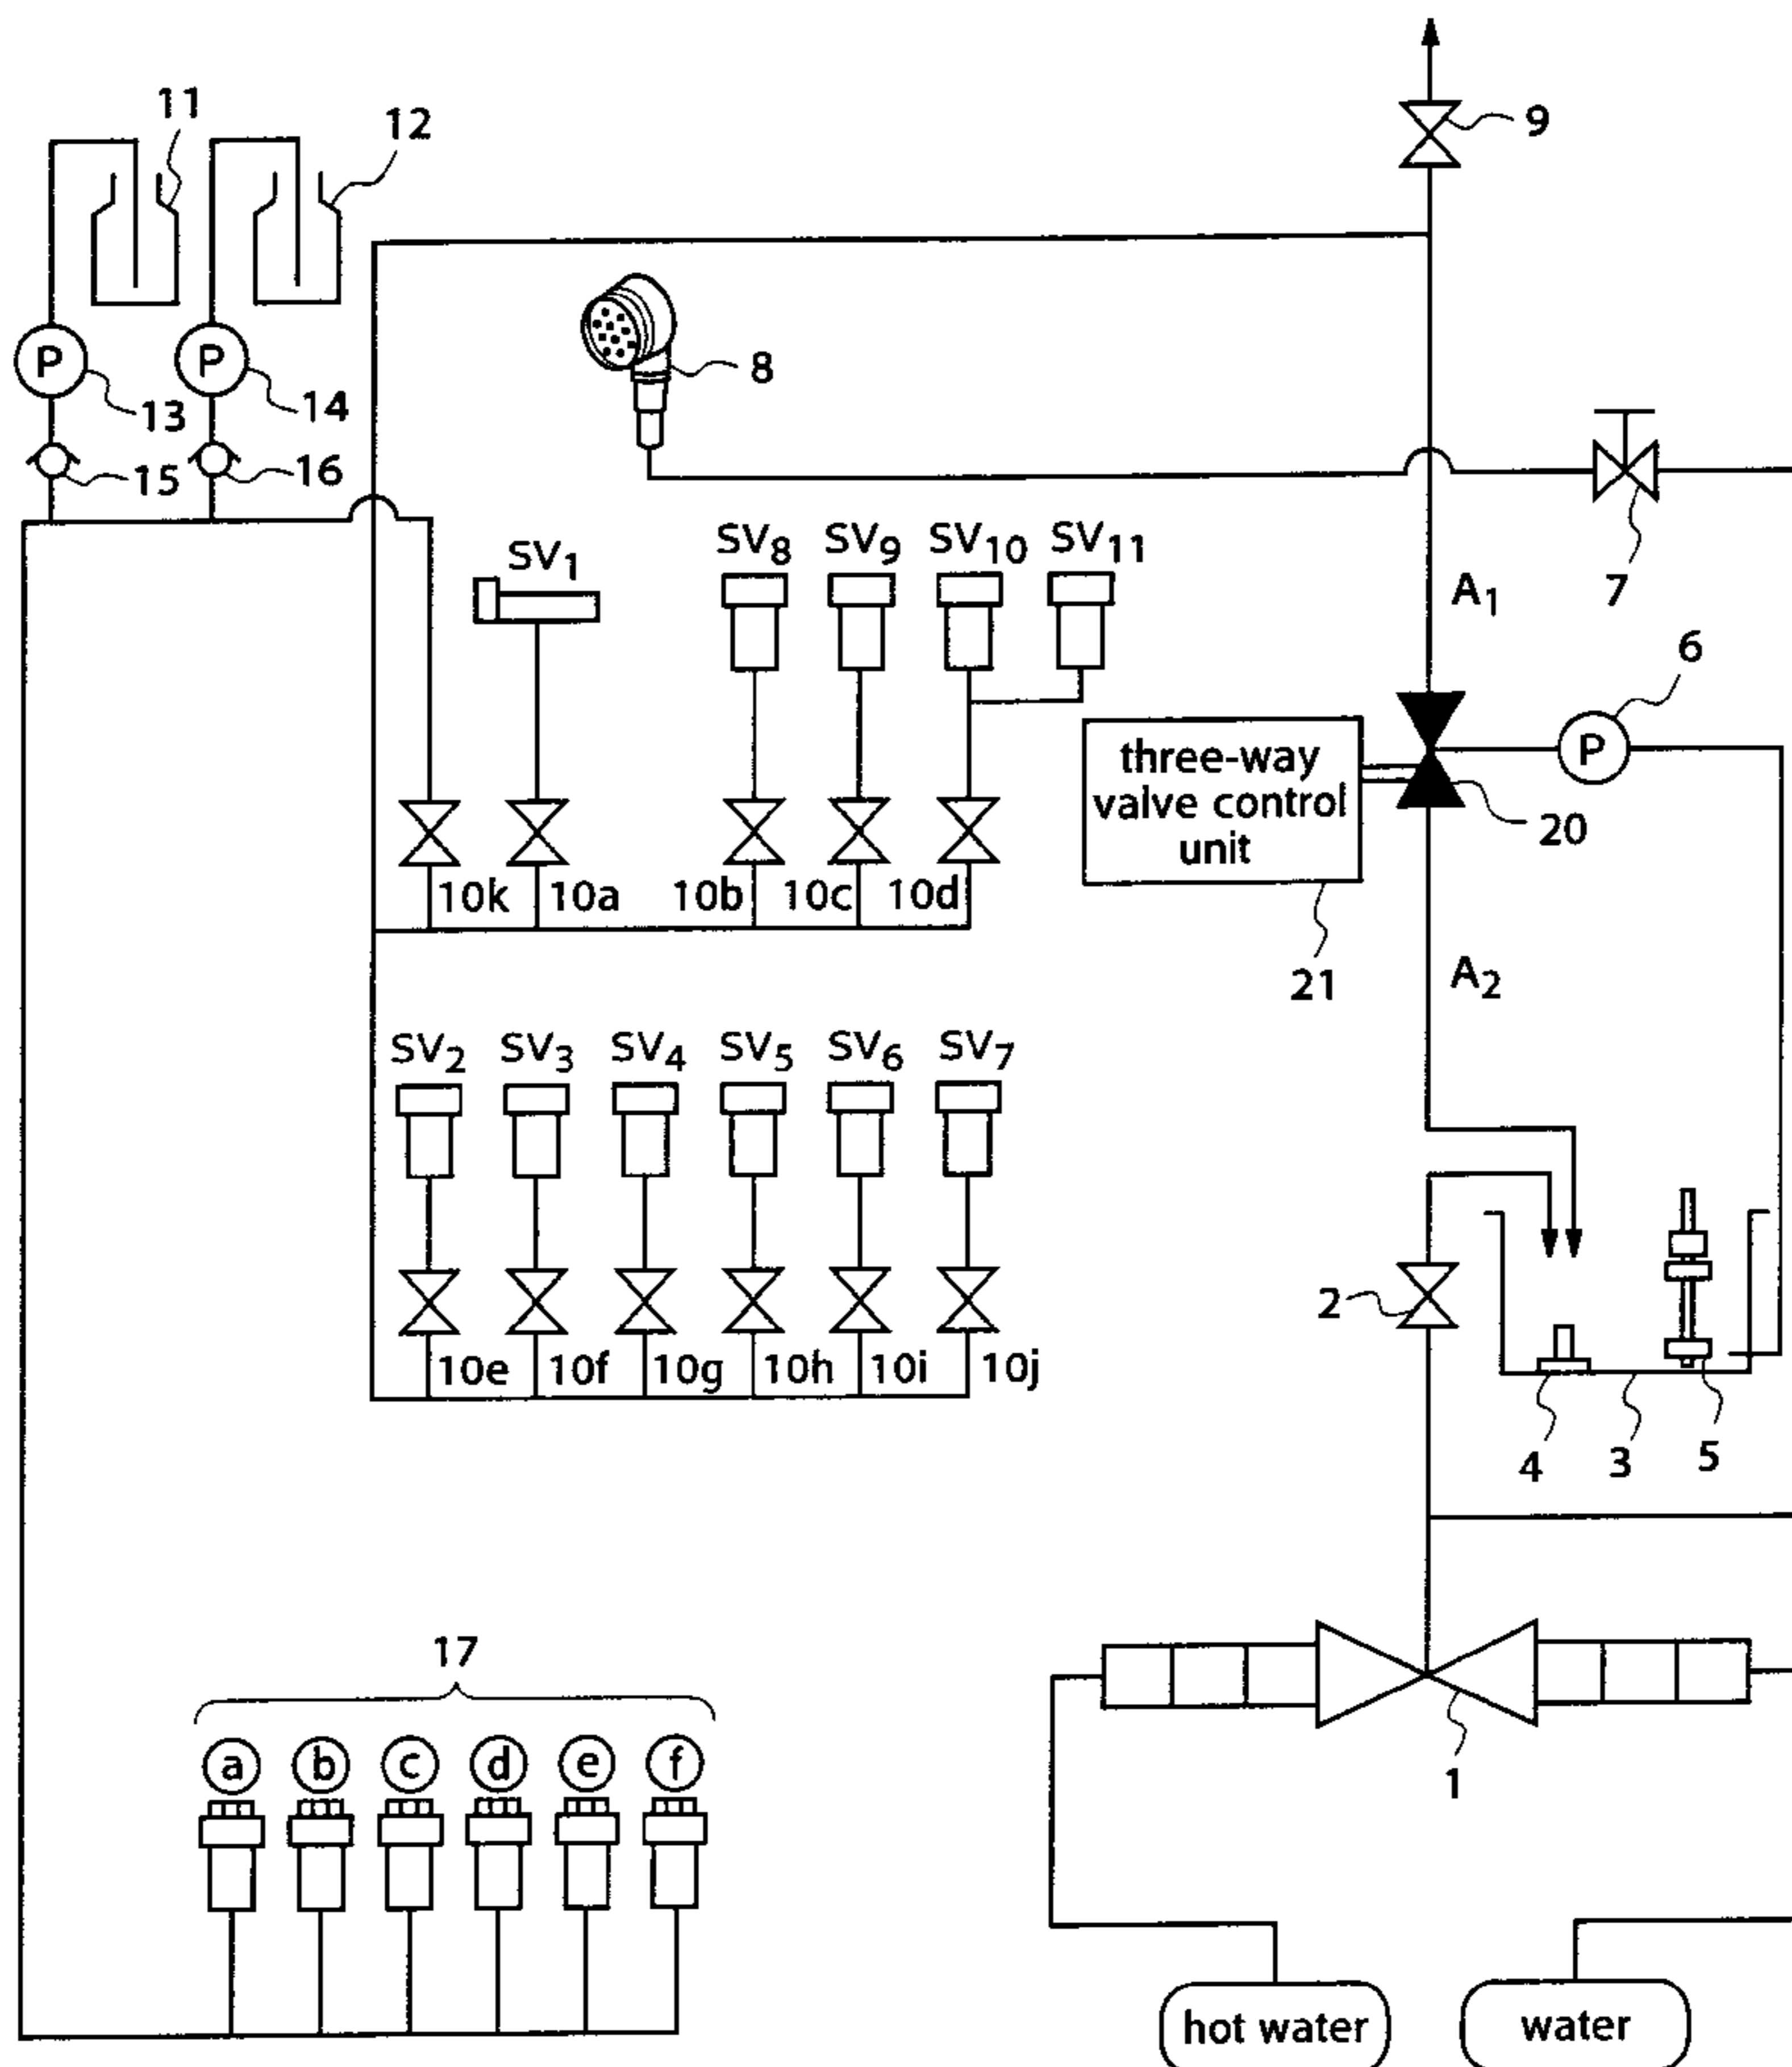 11
12
9
P
P
13
14
8
15
16
SV1
SV8
SV9
SV10
SV11
7
A1
6
three-way
valve control
unit
P
20
10k
10a
10b
10c
10d
21
A2
SV2
SV3
SV4
SV5
SV6
SV7
2
10e
10f
10g
10h
10i
10j
4
3
5
17
a
b
c
d
e
f
1
hot water
water